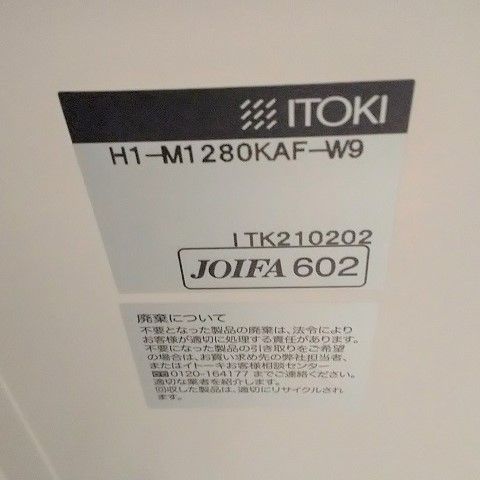 ITOKI
H1-M1280KAF-W9
ITK210202
JOIFA 602
廃棄について
不要となった製品の廃棄は、法令により
お客様が適切に処理する責任があります。
不要になった製品の引き取りをご希望
の場合は、お買い求め先の弊社担当者、
またはイトーキお客様相談センター
0120-164177 までご連絡ください。
適切な業者を紹介します。
回収した製品は、適切にリサイクルされ
ます。